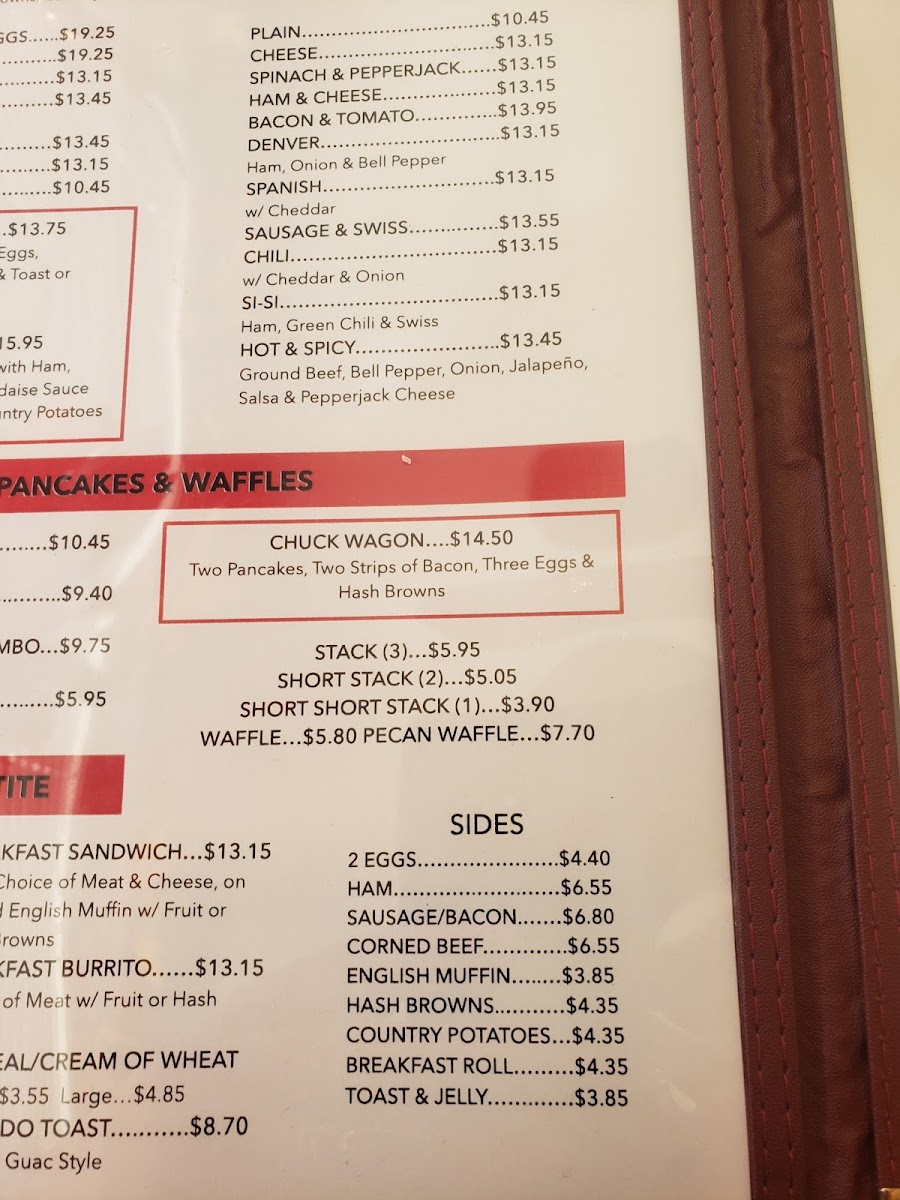 GGS......$19.25
............$19.25
............$13.15
............$13.45
..........$13.45
..........$13.15
..........$10.45
..$13.75
Eggs,
& Toast or
15.95
with Ham,
daise Sauce
untry Potatoes
PLAIN................................$10.45
CHEESE..............................$13.15
SPINACH & PEPPERJACK......$13.15
HAM & CHEESE....................$13.15
BACON & TOMATO..............$13.95
DENVER................................$13.15
Ham, Onion & Bell Pepper
SPANISH..............................$13.15
w/ Cheddar
SAUSAGE & SWISS...............$13.55
CHILI....................................$13.15
w/ Cheddar & Onion
SI-SI.....................................$13.15
Ham, Green Chili & Swiss
HOT & SPICY........................$13.45
Ground Beef, Bell Pepper, Onion, Jalapeño,
Salsa & Pepperjack Cheese
PANCAKES & WAFFLES
........$10.45
...........$9.40
MBO...$9.75
.........$5.95
CHUCK WAGON....$14.50
Two Pancakes, Two Strips of Bacon, Three Eggs &
Hash Browns
STACK (3)...$5.95
SHORT STACK (2)...$5.05
SHORT SHORT STACK (1)...$3.90
WAFFLE...$5.80 PECAN WAFFLE...$7.70
TITE
KFAST SANDWICH...$13.15
Choice of Meat & Cheese, on
d English Muffin w/ Fruit or
Browns
KFAST BURRITO......$13.15
of Meat w/ Fruit or Hash
EAL/CREAM OF WHEAT
$3.55 Large...$4.85
DO TOAST...........$8.70
Guac Style
SIDES
2 EGGS......................$4.40
HAM..........................$6.55
SAUSAGE/BACON.......$6.80
CORNED BEEF.............$6.55
ENGLISH MUFFIN........$3.85
HASH BROWNS...........$4.35
COUNTRY POTATOES...$4.35
BREAKFAST ROLL.........$4.35
TOAST & JELLY.............$3.85